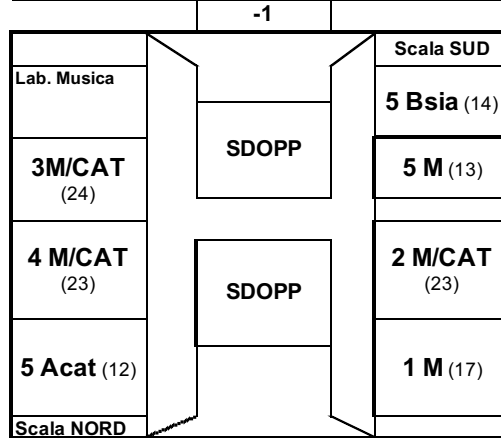 -1
Scala SUD
Lab. Musica
5 Bsia (14)
SDOPP
3M/CAT
(24)
5 M (13)
4 M/CAT
(23)
2 M/CAT
(23)
SDOPP
5 Acat (12)
1 M (17)
Scala NORD